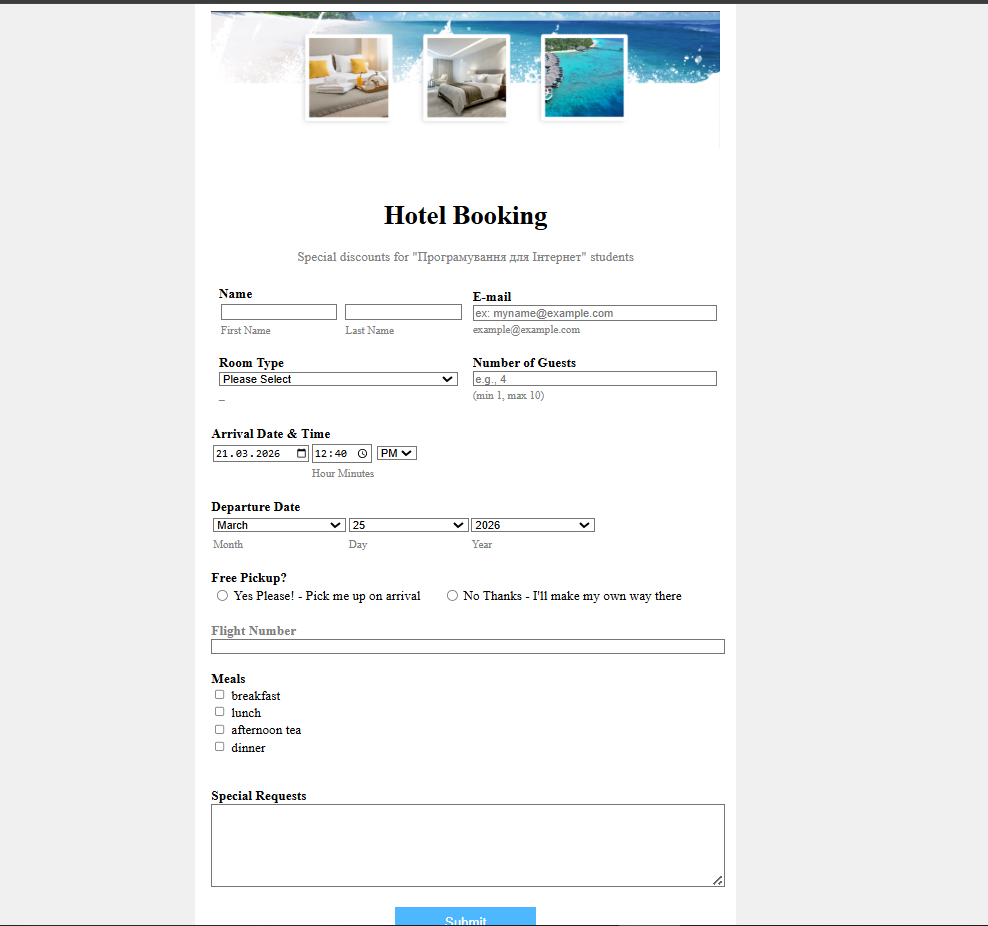 Hotel Booking
Special discounts for "Програмування для Інтернет" students
Name
E-mail
ex: myname@example.com
First Name Last Name
example@example.com
Room Type
Number of Guests
Please Select
e.g., 4
_
(min 1, max 10)
Arrival Date & Time
21.03.2026 12:40 PM
Hour Minutes
Departure Date
March 25 2026
Month Day Year
Free Pickup?
Yes Please! - Pick me up on arrival No Thanks - I'll make my own way there
Flight Number
Meals
breakfast
lunch
afternoon tea
dinner
Special Requests
Submit